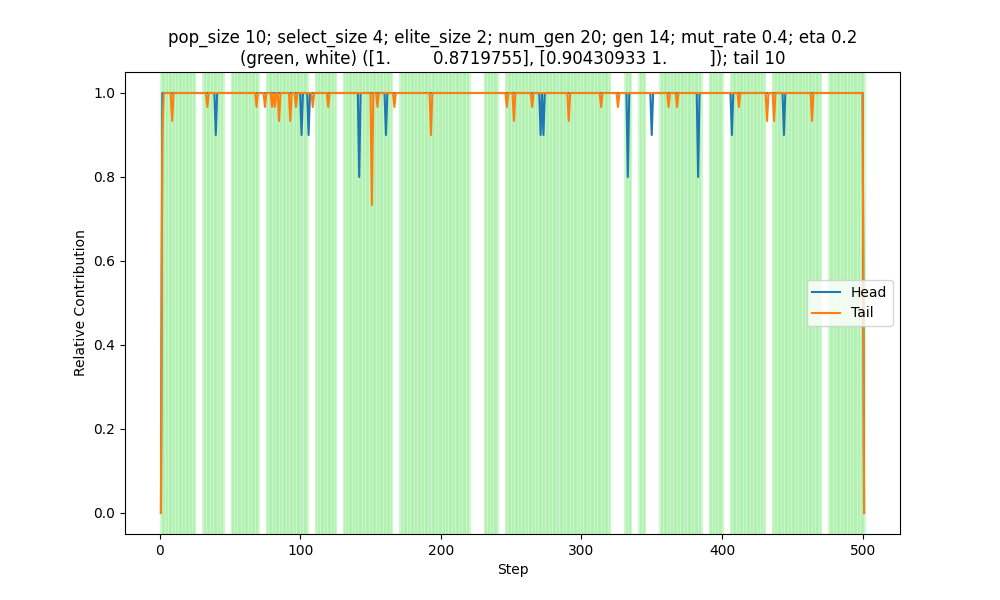 pop_size 10; select_size 4; elite_size 2; num_gen 20; gen 14; mut_rate 0.4; eta 0.2
(green, white) ([1.        0.8719755], [0.90430933 1.        ]); tail 10
1.0
0.8
0.6
0.4
0.2
0.0
Relative Contribution
Head
Tail
0
100
200
300
400
500
Step